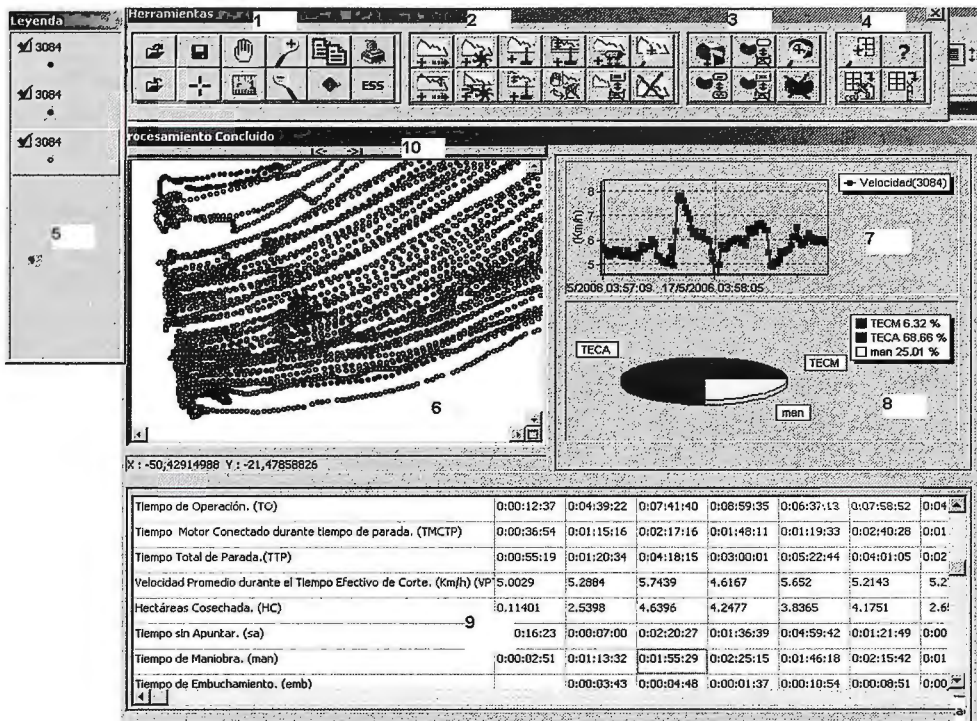 Leyenda
3084
3084
3084
5
Herramientas
1 2 3 4
ESS ?
rocesamiento Concluido
|<- ->|
10
6
X : -50,42914988 Y : -21,47858826
(Km/h)
8
7
6
5
5/2006 03:57:09 17/5/2006 03:58:05
Velocidad(3084)
7
TECA
TECM
man
TECM 6.32 %
TECA 68.66 %
man 25.01 %
8
Tiempo de Operación. (TO) 0:00:12:37 0:04:39:22 0:07:41:40 0:08:59:35 0:06:37:13 0:07:58:52 0:04
Tiempo Motor Conectado durante tiempo de parada. (TMCTP) 0:00:36:54 0:01:15:16 0:02:17:16 0:01:48:11 0:01:19:33 0:02:40:28 0:01
Tiempo Total de Parada.(TTP) 0:00:55:19 0:01:20:34 0:04:18:15 0:03:00:01 0:05:22:44 0:04:01:05 0:02
Velocidad Promedio durante el Tiempo Efectivo de Corte. (Km/h) (VP 5.0029 5.2884 5.7439 4.6167 5.652 5.2143 5.2
Hectáreas Cosechada. (HC) 0.11401 2.5398 4.6396 4.2477 3.8365 4.1751 2.6
9
Tiempo sin Apuntar. (sa) 0:16:23 0:00:07:00 0:02:20:27 0:01:36:39 0:04:59:42 0:01:21:49 0:00
Tiempo de Maniobra. (man) 0:00:02:51 0:01:13:32 0:01:55:29 0:02:25:15 0:01:46:18 0:02:15:42 0:01
Tiempo de Embuchamiento. (emb) 0:00:03:43 0:00:04:48 0:00:01:37 0:00:10:54 0:00:08:51 0:00